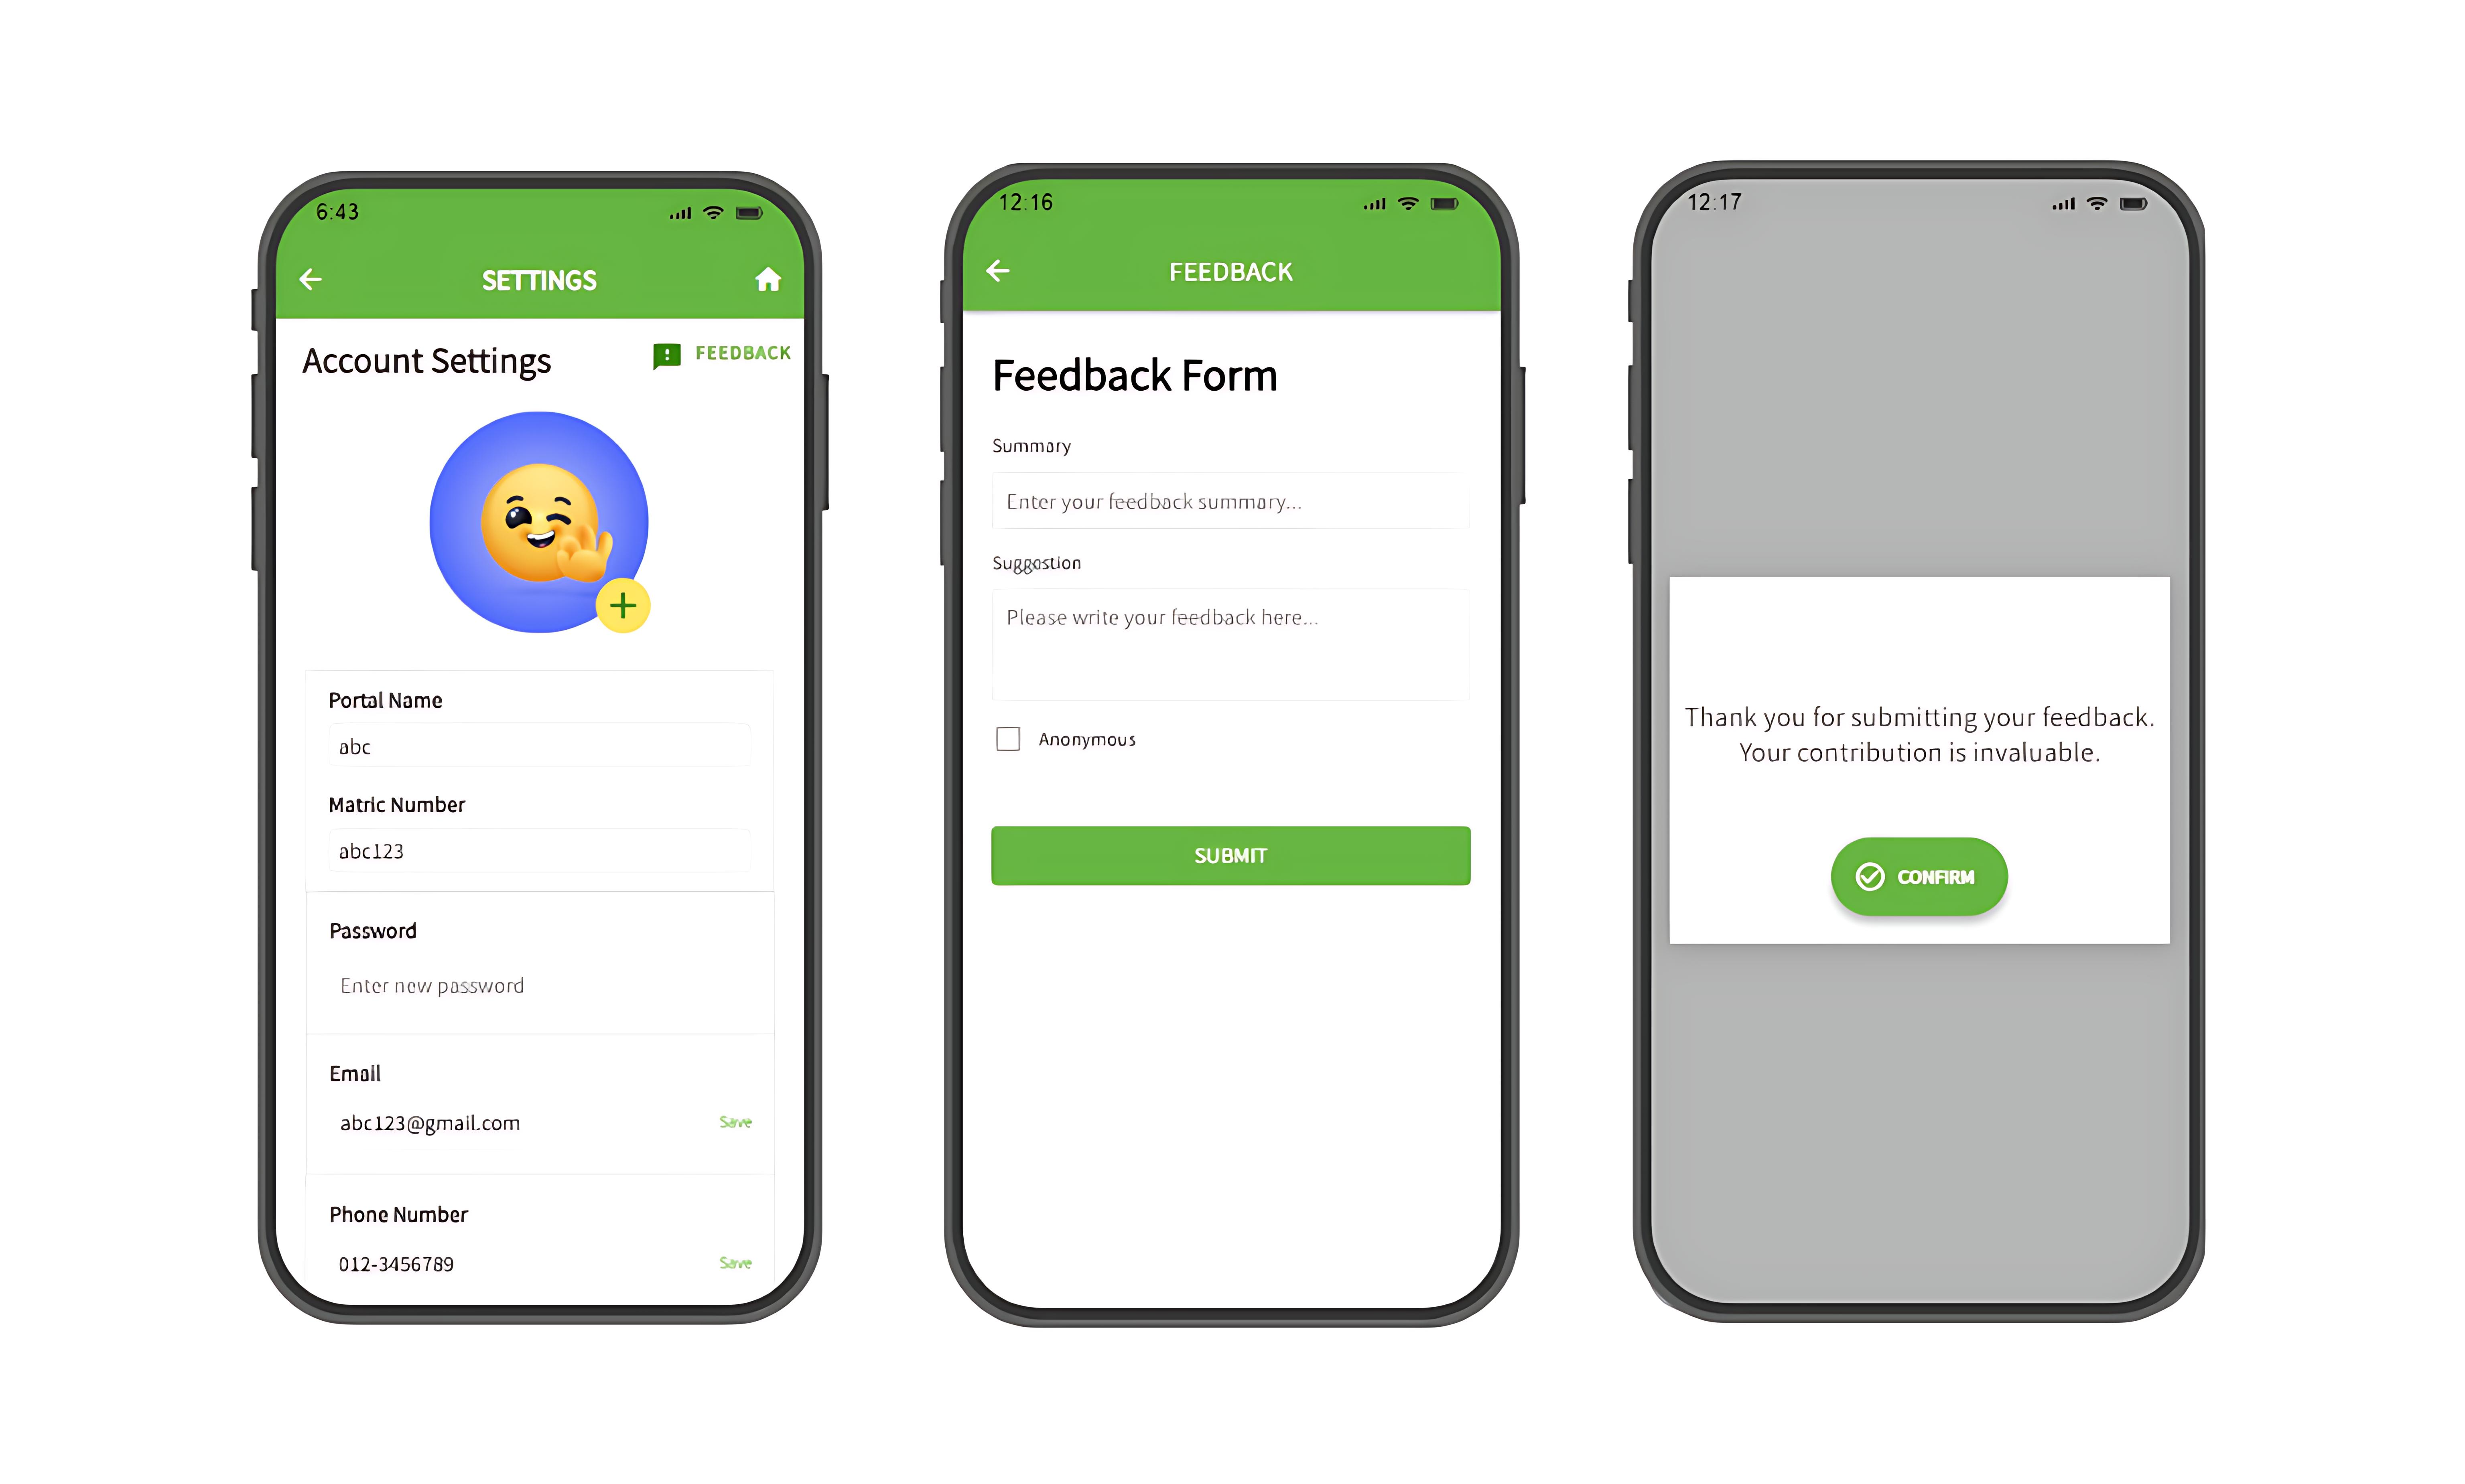 6:43
SETTINGS
Account Settings
FEEDBACK
Portal Name
abc
Matric Number
abc123
Password
Enter new password
Email
abc123@gmail.com
Save
Phone Number
012-3456789
Save
12:16
FEEDBACK
Feedback Form
Summary
Enter your feedback summary...
Suggostion
Please write your feedback here...
Anonymous
SUBMIT
12:17
Thank you for submitting your feedback.
Your contribution is invaluable.
CONFIRM